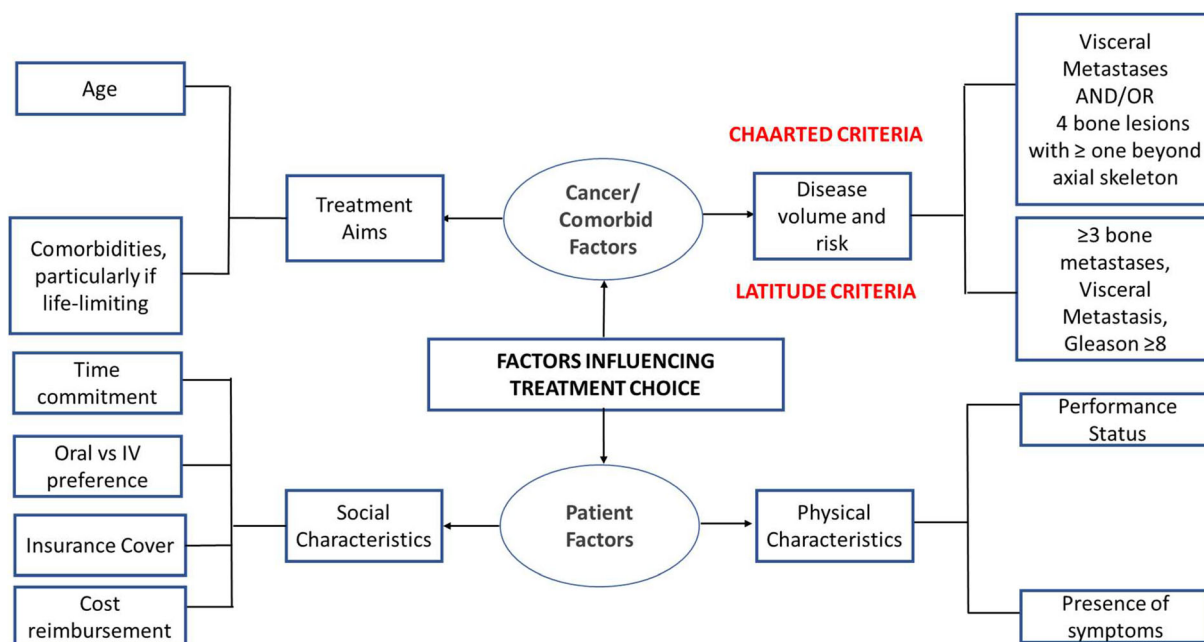 Age
Comorbidities,
particularly if
life-limiting
Treatment
Aims
Cancer/
Comorbid
Factors
CHAARTED CRITERIA
Disease
volume and
risk
LATITUDE CRITERIA
Visceral
Metastases
AND/OR
4 bone lesions
with ≥ one beyond
axial skeleton
≥3 bone
metastases,
Visceral
Metastasis,
Gleason ≥8
FACTORS INFLUENCING
TREATMENT CHOICE
Time
commitment
Oral vs IV
preference
Insurance Cover
Cost
reimbursement
Social
Characteristics
Patient
Factors
Physical
Characteristics
Performance
Status
Presence of
symptoms